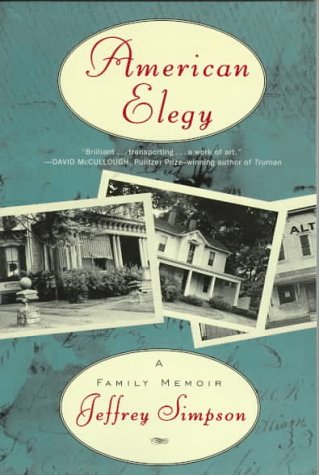 American
Elegy
"Brilliant . . . transporting . . . a work of art."
—DAVID McCULLOUGH, Pulitzer Prize–winning author of Truman
ALT
A
FAMILY MEMOIR
Jeffrey Simpson